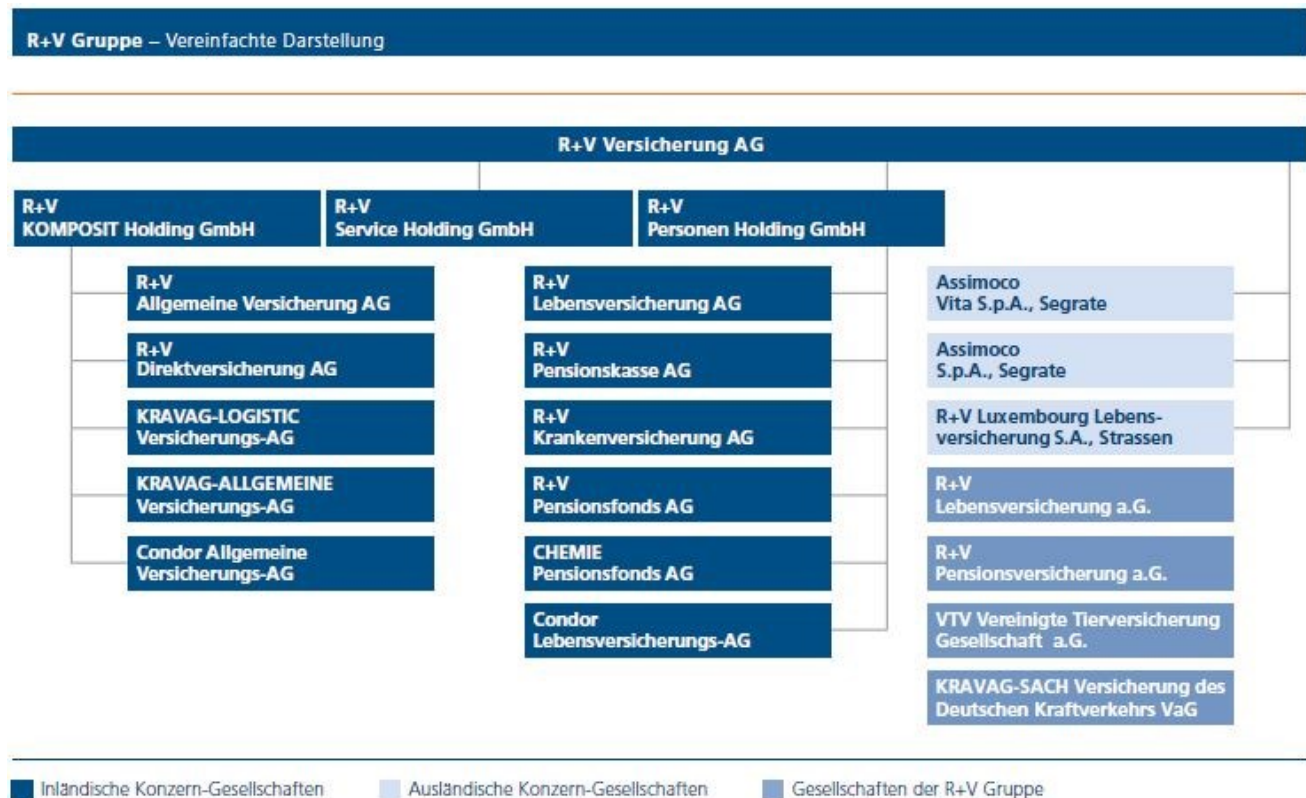 R+V Gruppe – Vereinfachte Darstellung
R+V Versicherung AG
R+V
KOMPOSIT Holding GmbH
R+V
Service Holding GmbH
R+V
Personen Holding GmbH
R+V
Allgemeine Versicherung AG
R+V
Direktversicherung AG
KRAVAG-LOGISTIC
Versicherungs-AG
KRAVAG-ALLGEMEINE
Versicherungs-AG
Condor Allgemeine
Versicherungs-AG
R+V
Lebensversicherung AG
R+V
Pensionskasse AG
R+V
Krankenversicherung AG
R+V
Pensionsfonds AG
CHEMIE
Pensionsfonds AG
Condor
Lebensversicherungs-AG
Assimoco
Vita S.p.A., Segrate
Assimoco
S.p.A., Segrate
R+V Luxembourg Lebens-
versicherung S.A., Strassen
R+V
Lebensversicherung a.G.
R+V
Pensionsversicherung a.G.
VTV Vereinigte Tierversicherung
Gesellschaft a.G.
KRAVAG-SACH Versicherung des
Deutschen Kraftverkehrs VaG
Inländische Konzern-Gesellschaften
Ausländische Konzern-Gesellschaften
Gesellschaften der R+V Gruppe